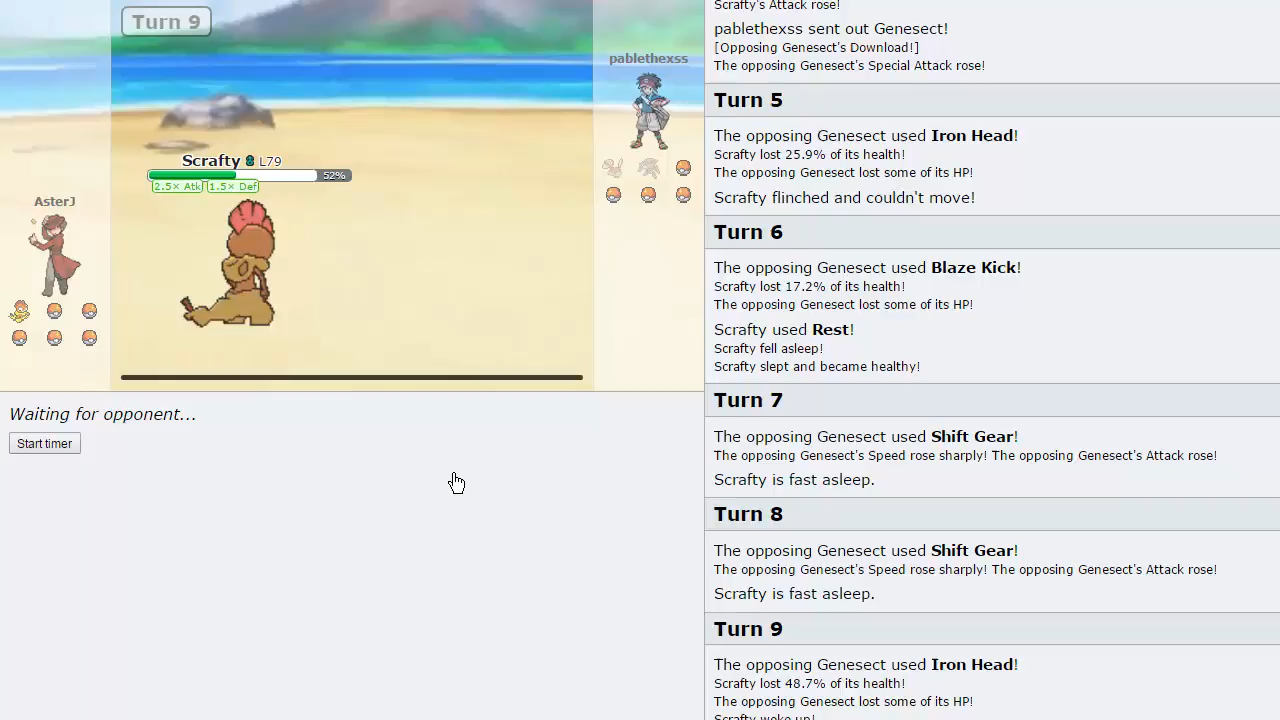 Turn 9
pablethexss
Scrafty L79
52%
2.5× Atk 1.5× Def
AsterJ
Waiting for opponent...
Start timer
Scrafty's Attack rose!
pablethexss sent out Genesect!
[Opposing Genesect's Download!]
The opposing Genesect's Special Attack rose!
Turn 5
The opposing Genesect used Iron Head!
Scrafty lost 25.9% of its health!
The opposing Genesect lost some of its HP!
Scrafty flinched and couldn't move!
Turn 6
The opposing Genesect used Blaze Kick!
Scrafty lost 17.2% of its health!
The opposing Genesect lost some of its HP!
Scrafty used Rest!
Scrafty fell asleep!
Scrafty slept and became healthy!
Turn 7
The opposing Genesect used Shift Gear!
The opposing Genesect's Speed rose sharply! The opposing Genesect's Attack rose!
Scrafty is fast asleep.
Turn 8
The opposing Genesect used Shift Gear!
The opposing Genesect's Speed rose sharply! The opposing Genesect's Attack rose!
Scrafty is fast asleep.
Turn 9
The opposing Genesect used Iron Head!
Scrafty lost 48.7% of its health!
The opposing Genesect lost some of its HP!
Scrafty woke up!